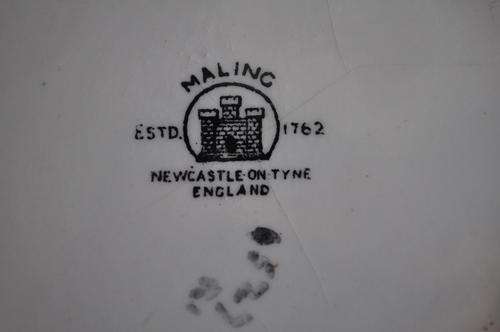 MALING
ESTD. 1762
NEWCASTLE-ON-TYNE
ENGLAND